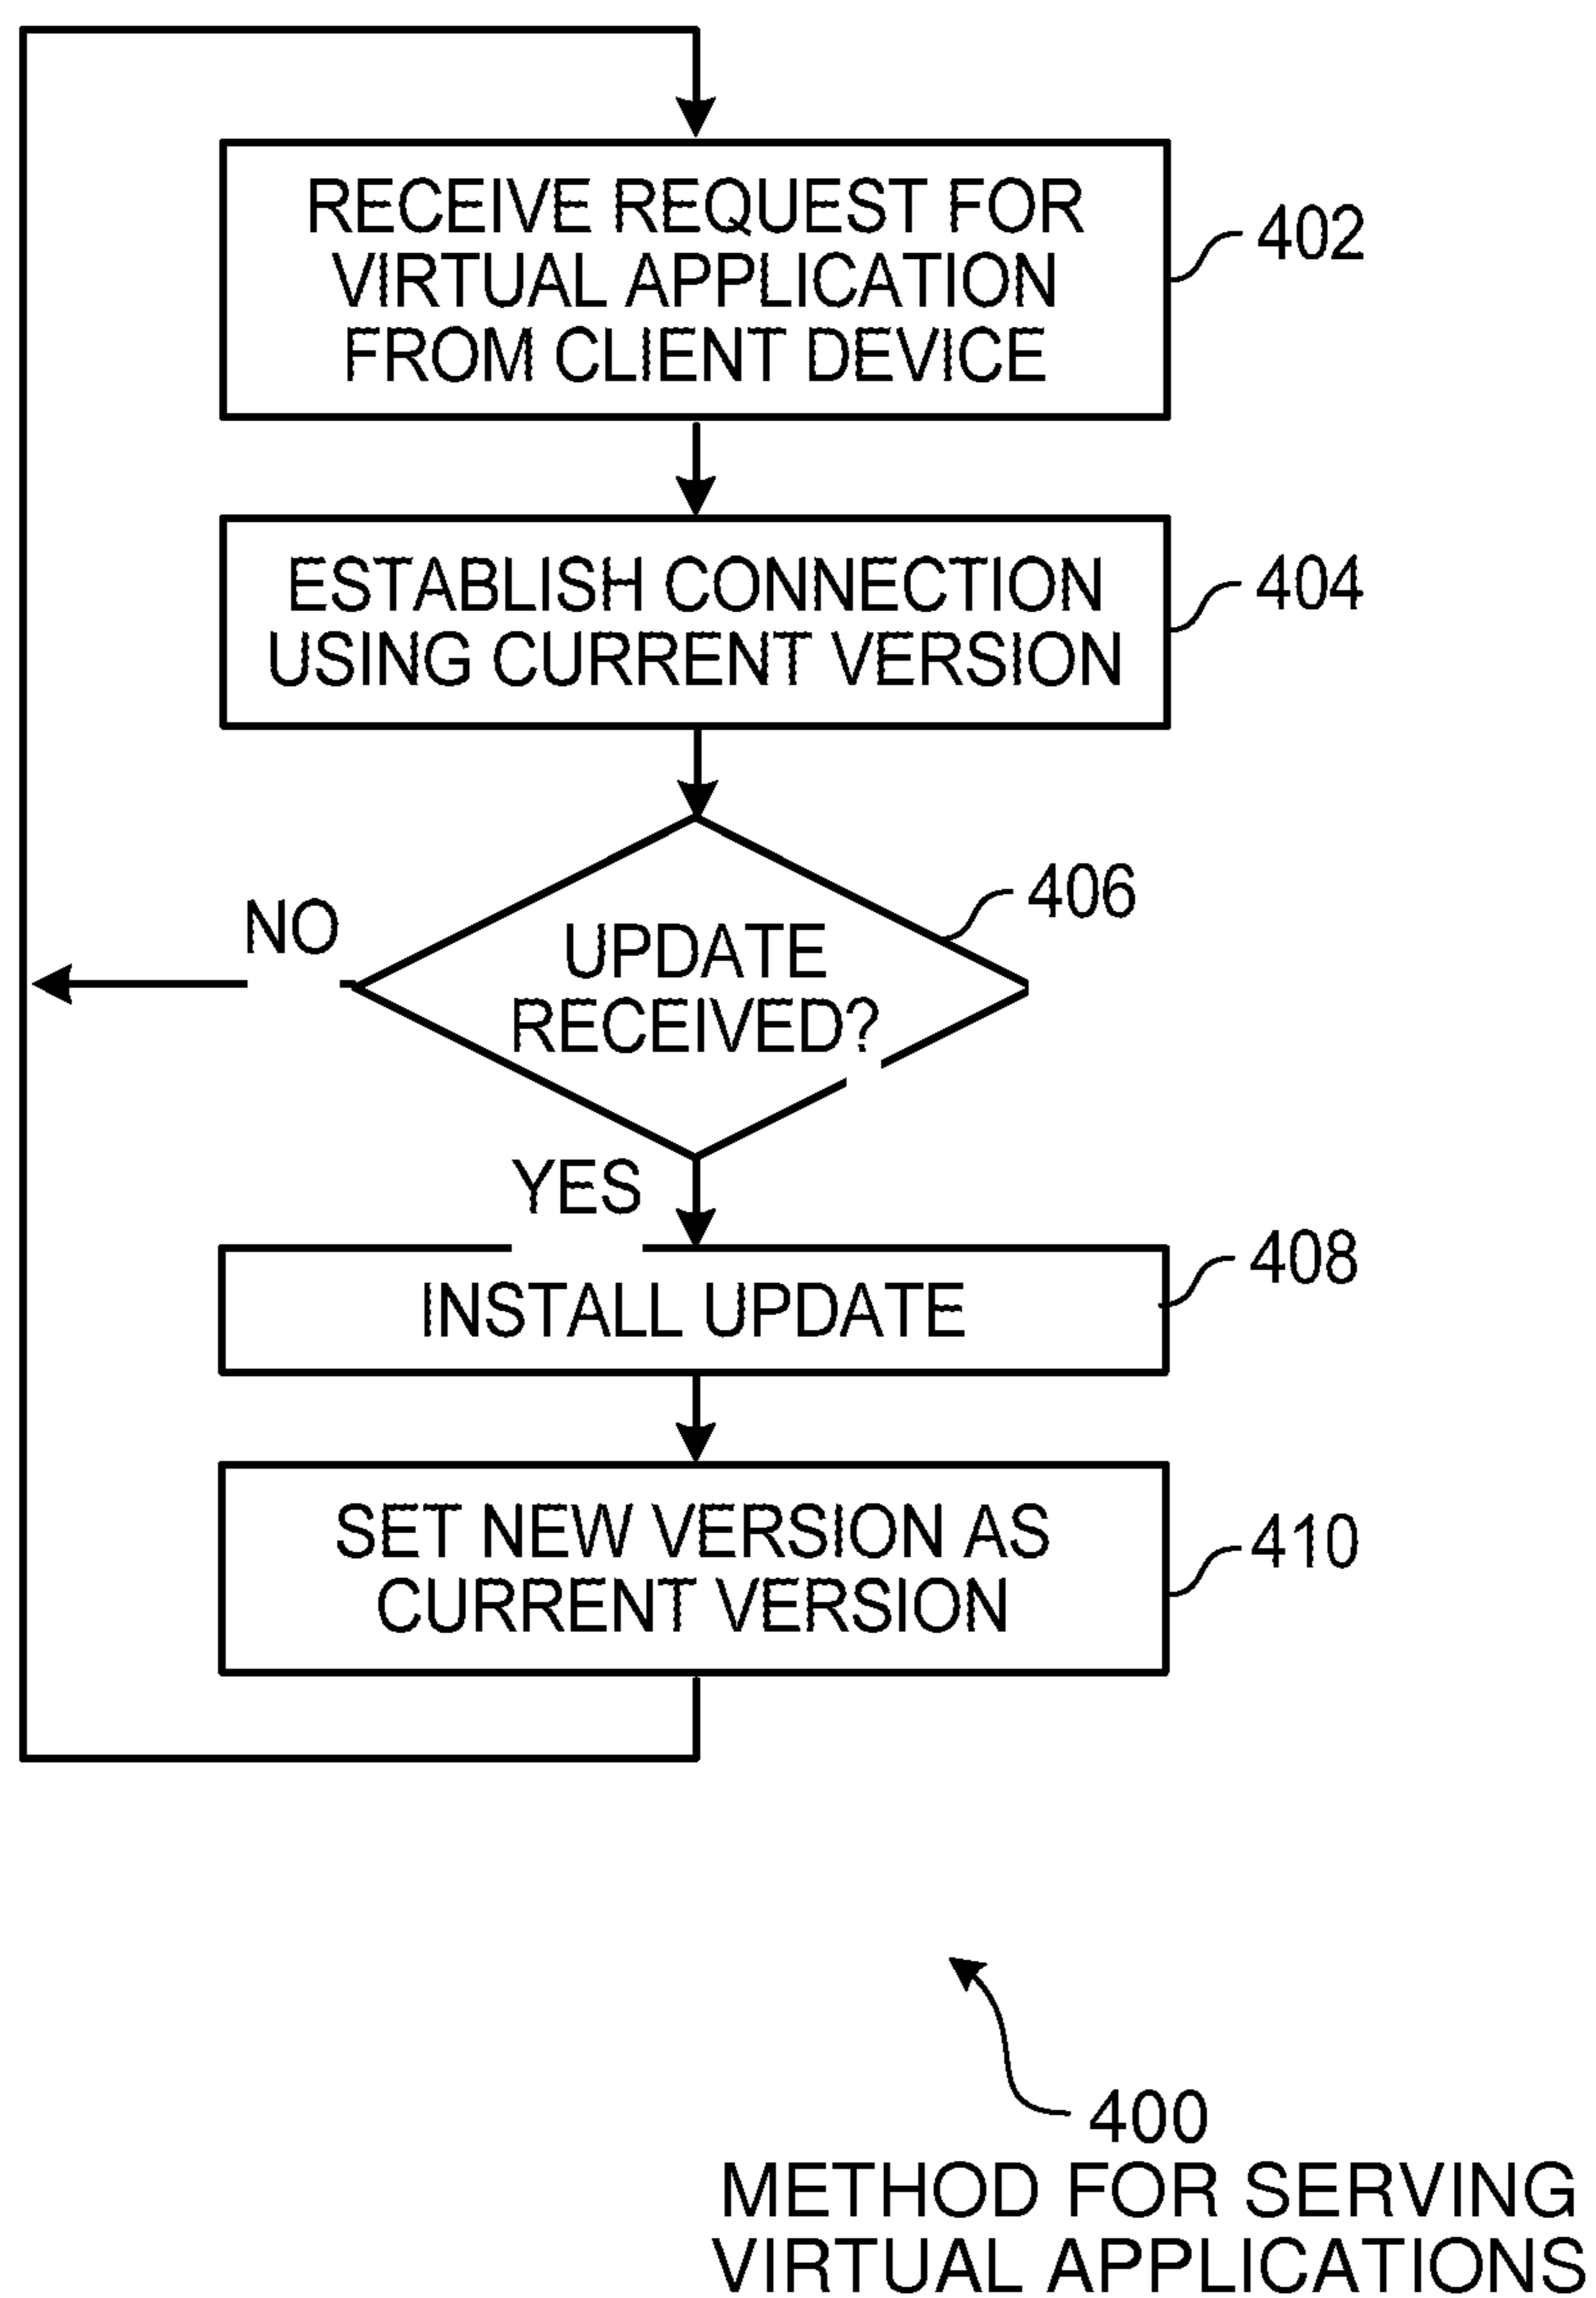 RECEIVE REQUEST FOR
VIRTUAL APPLICATION
FROM CLIENT DEVICE
402
ESTABLISH CONNECTION
USING CURRENT VERSION
404
406
NO
UPDATE
RECEIVED?
YES
408
INSTALL UPDATE
SET NEW VERSION AS
CURRENT VERSION
410
400
METHOD FOR SERVING
VIRTUAL APPLICATIONS